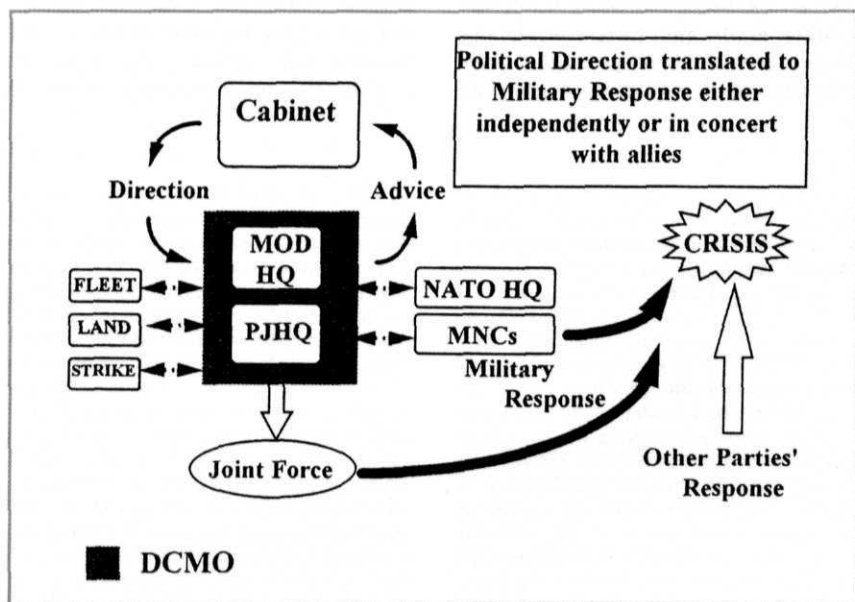 Political Direction translated to
Military Response either
independently or in concert
with allies
Cabinet
Direction
Advice
MOD
HQ
PJHQ
FLEET
LAND
STRIKE
NATO HQ
MNCs
Military
Response
CRISIS
Joint Force
Other Parties'
Response
DCMO